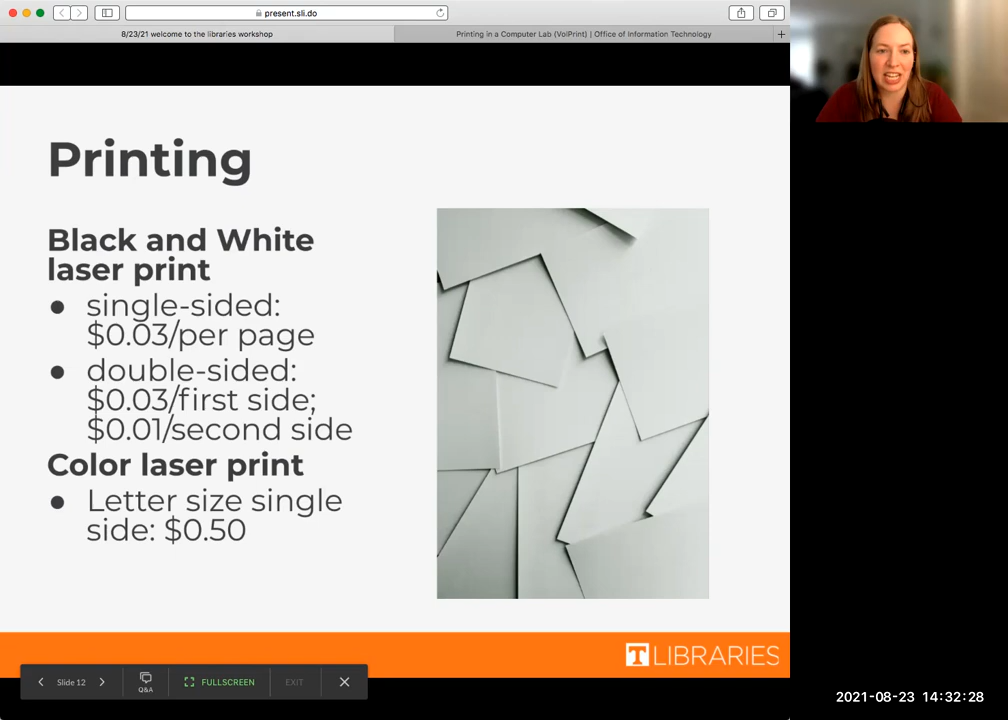 present.sli.do
8/23/21 welcome to the libraries workshop
Printing in a Computer Lab (VolPrint) | Office of Information Technology
Printing
Black and White
laser print
● single-sided:
$0.03/per page
● double-sided:
$0.03/first side;
$0.01/second side
Color laser print
● Letter size single
side: $0.50
T LIBRARIES
Slide 12
Q&A
FULLSCREEN
EXIT
2021-08-23 14:32:28